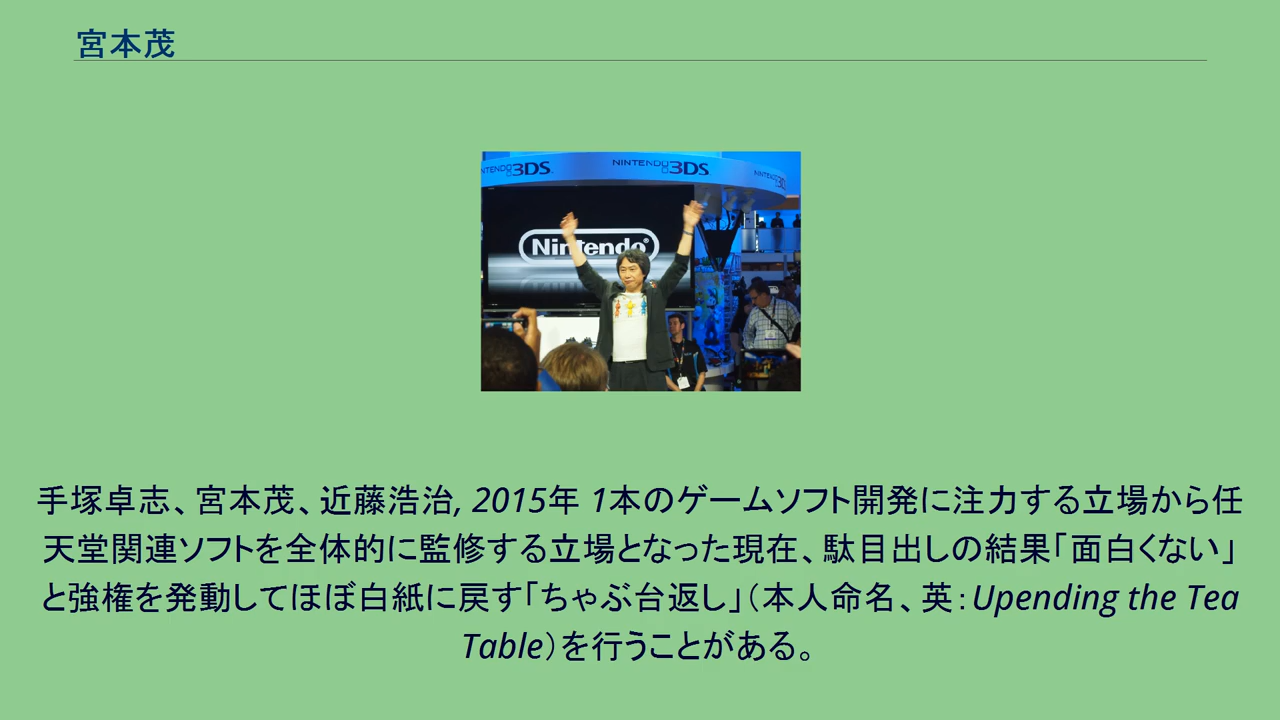 宮本茂
NINTENDO3DS.
NINTENDO3DS.
NINTENDO3D
Nintendo®
手塚卓志、宮本茂、近藤浩治, 2015年 1本のゲームソフト開発に注力する立場から任
天堂関連ソフトを全体的に監修する立場となった現在、駄目出しの結果「面白くない」
と強権を発動してほぼ白紙に戻す「ちゃぶ台返し」（本人命名、英：Upending the Tea
Table）を行うことがある。